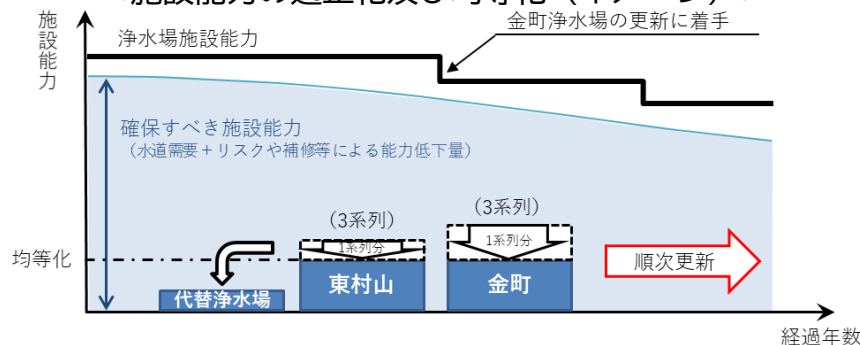 施設能力
浄水場施設能力
金町浄水場の更新に着手
確保すべき施設能力
（水道需要＋リスクや補修等による能力低下量）
（3系列）
（3系列）
1系列分
1系列分
均等化
順次更新
代替浄水場
東村山
金町
経過年数